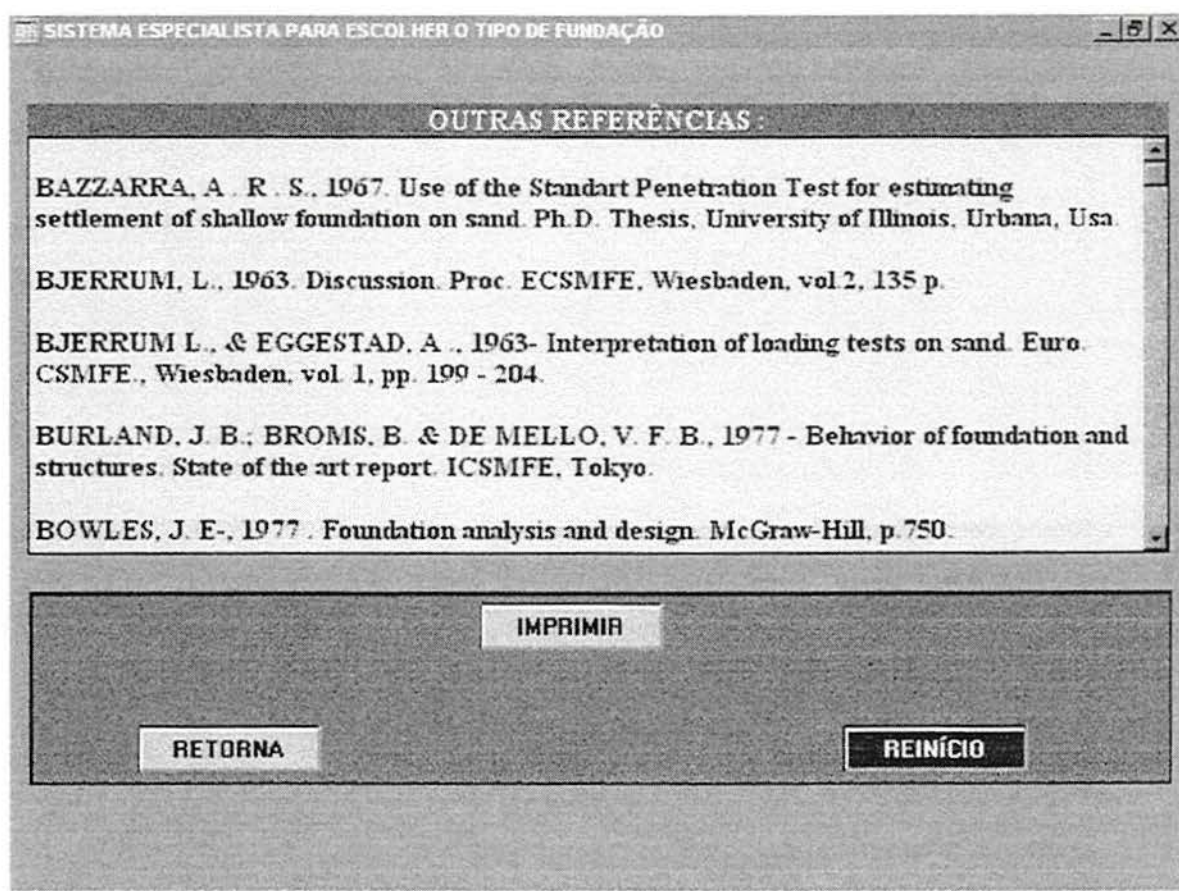 SISTEMA ESPECIALISTA PARA ESCOLHER O TIPO DE FUNDAÇÃO
OUTRAS REFERÊNCIAS :
BAZZARRA, A . R . S., 1967. Use of the Standart Penetration Test for estimating
settlement of shallow foundation on sand. Ph.D. Thesis, University of Illinois, Urbana, Usa.
BJERRUM, L., 1963. Discussion. Proc. ECSMFE, Wiesbaden, vol.2, 135 p.
BJERRUM L., & EGGESTAD, A ., 1963- Interpretation of loading tests on sand. Euro.
CSMFE., Wiesbaden, vol. 1, pp. 199 - 204.
BURLAND, J. B.; BROMS, B. & DE MELLO, V. F. B., 1977 - Behavior of foundation and
structures. State of the art report. ICSMFE, Tokyo.
BOWLES, J. E-, 1977 . Foundation analysis and design. McGraw-Hill, p.750.
IMPRIMIR
RETORNA
REINÍCIO